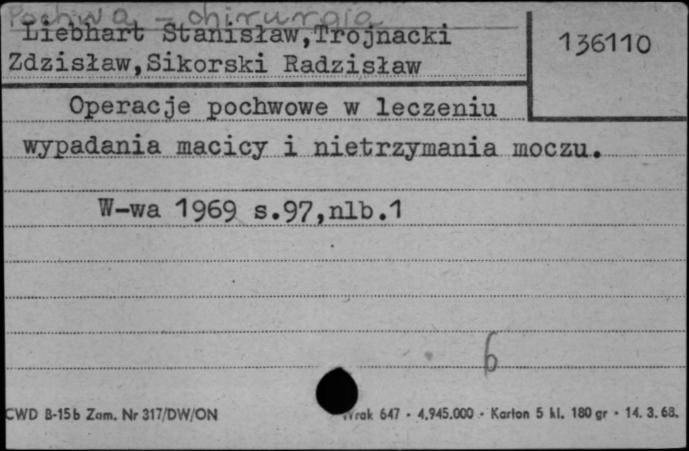 Pochwa - chirurgia
Liebhart Stanisław,Trojnacki
Zdzisław,Sikorski Radzisław
136110
Operacje pochwowe w leczeniu
wypadania macicy i nietrzymania moczu.
W-wa 1969 s.97,nlb.1
6
CWD B-15b Zam. Nr 317/DW/ON
647 - 4.945.000 - Karton 5 kl. 180 gr - 14. 3. 68.